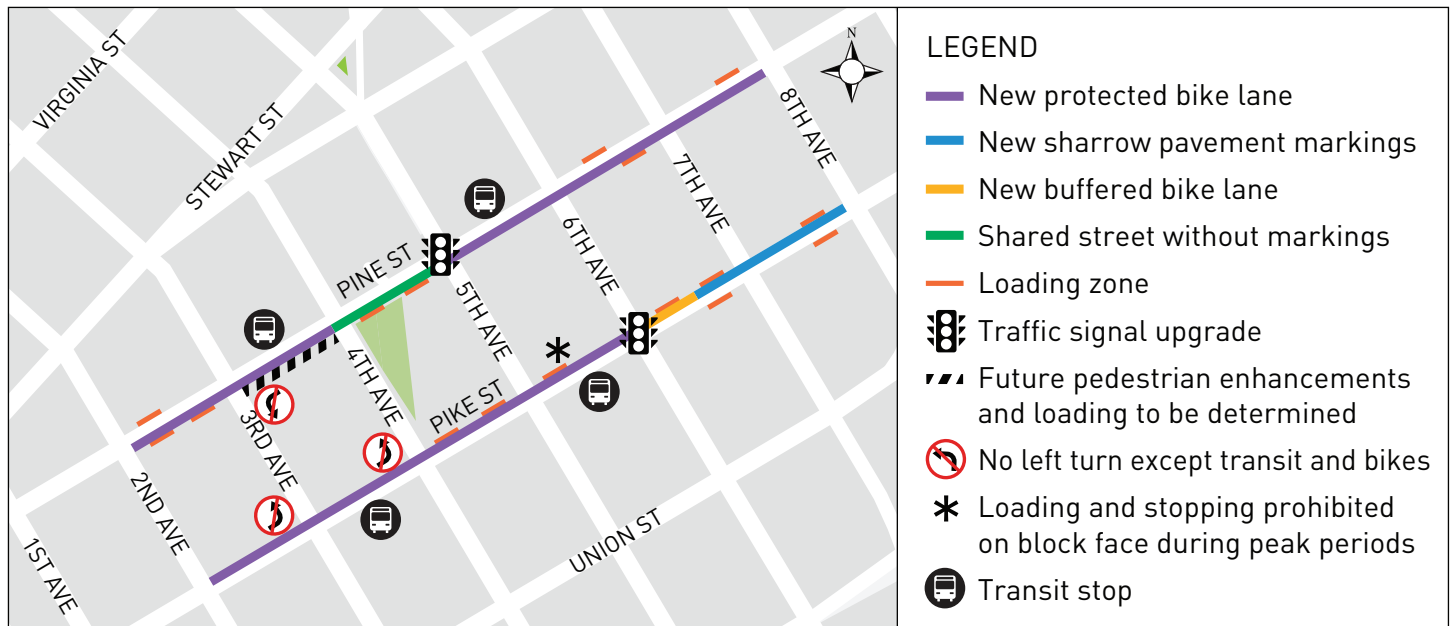 VIRGINIA ST
STEWART ST
N
8TH AVE
7TH AVE
6TH AVE
PINE ST
5TH AVE
4TH AVE
PIKE ST
3RD AVE
2ND AVE
1ST AVE
UNION ST
LEGEND
New protected bike lane
New sharrow pavement markings
New buffered bike lane
Shared street without markings
Loading zone
Traffic signal upgrade
Future pedestrian enhancements
and loading to be determined
No left turn except transit and bikes
Loading and stopping prohibited
on block face during peak periods
Transit stop